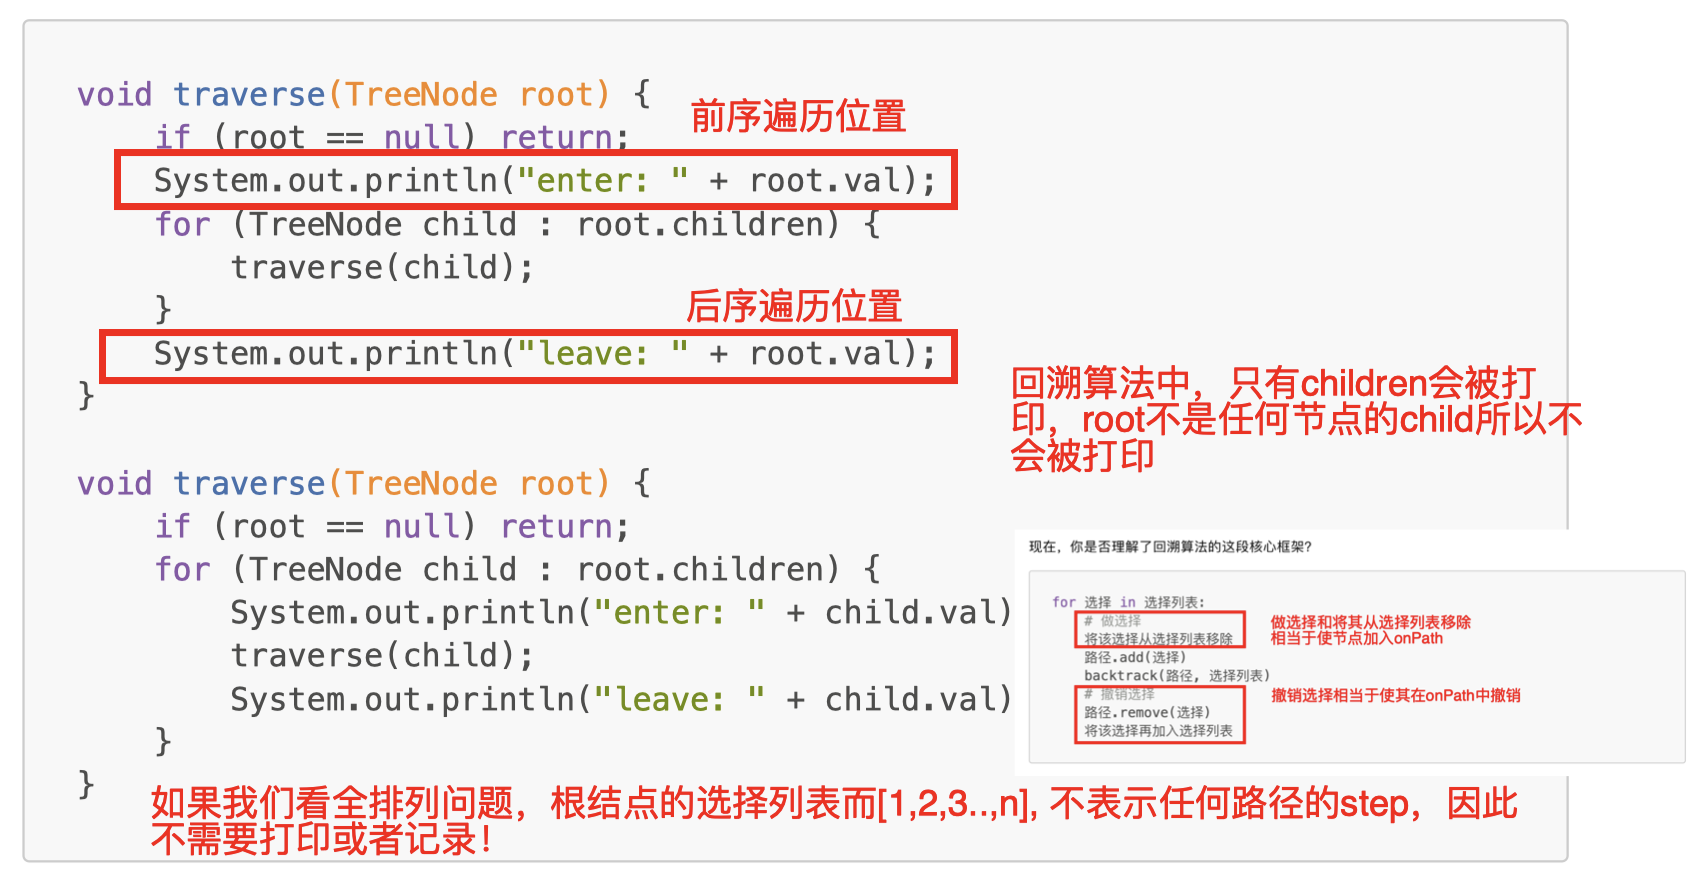 void traverse(TreeNode root) {
前序遍历位置
if (root == null) return;
System.out.println("enter: " + root.val);
for (TreeNode child : root.children) {
traverse(child);
}
后序遍历位置
System.out.println("leave: " + root.val);
}
回溯算法中，只有children会被打
印，root不是任何节点的child所以不
会被打印
void traverse(TreeNode root) {
if (root == null) return;
for (TreeNode child : root.children) {
System.out.println("enter: " + child.val)
traverse(child);
System.out.println("leave: " + child.val)
}
}
现在，你是否理解了回溯算法的这段核心框架?
for 选择 in 选择列表:
# 做选择
将该选择从选择列表移除
路径.add(选择)
backtrack(路径, 选择列表)
# 撤销选择
路径.remove(选择)
将该选择再加入选择列表
做选择和将其从选择列表移除
相当于使节点加入onPath
撤销选择相当于使其在onPath中撤销
如果我们看全排列问题，根结点的选择列表而[1,2,3..,n], 不表示任何路径的step，因此
不需要打印或者记录！